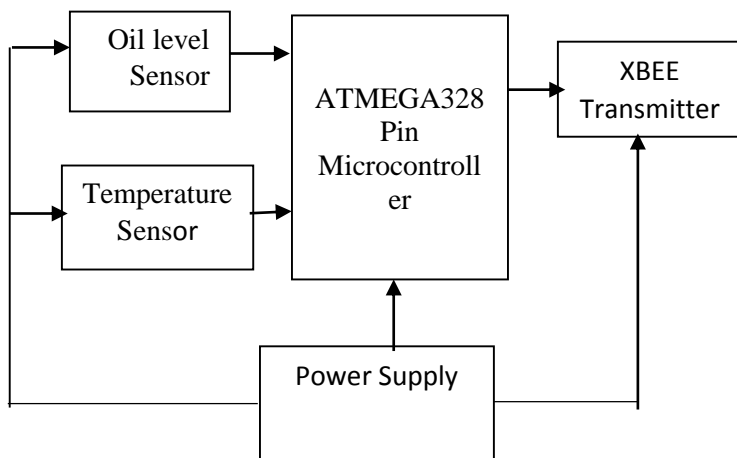 Oil level
Sensor
ATMEGA328
Pin
Microcontroll
er
XBEE
Transmitter
Temperature
Sensor
Power Supply